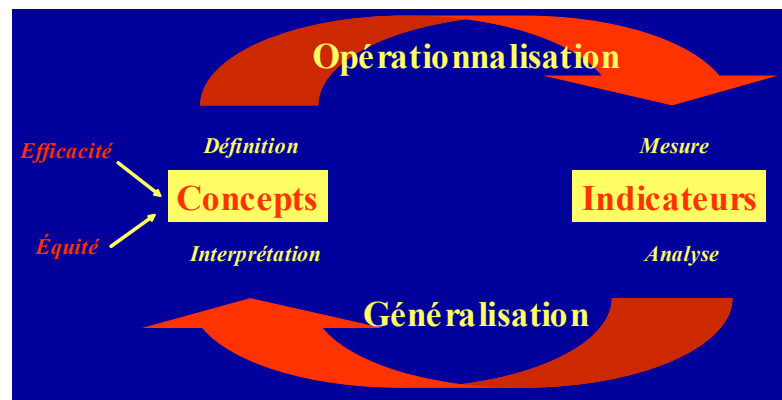 Opérationnalisation
Efficacité
Définition
Mesure
Concepts
Indicateurs
Équité
Interprétation
Analyse
Généralisation